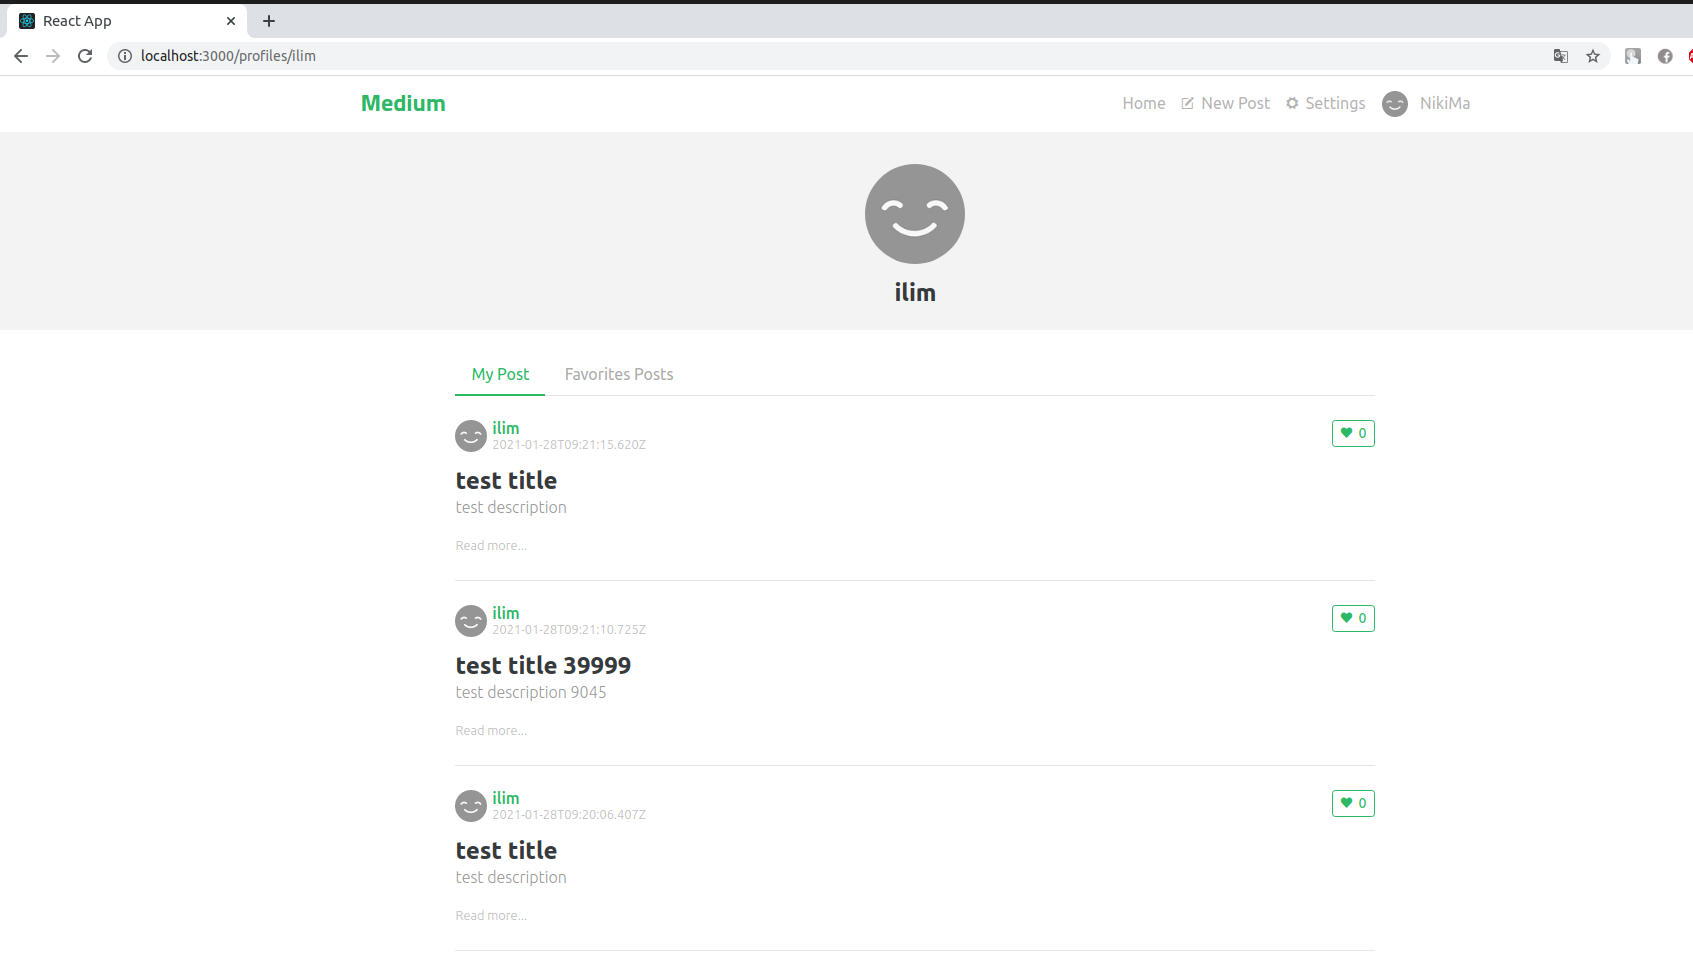 React App
localhost:3000/profiles/ilim
Medium
Home New Post Settings NikiMa
ilim
My Post Favorites Posts
ilim
2021-01-28T09:21:15.620Z
0
test title
test description
Read more...
ilim
2021-01-28T09:21:10.725Z
0
test title 39999
test description 9045
Read more...
ilim
2021-01-28T09:20:06.407Z
0
test title
test description
Read more...